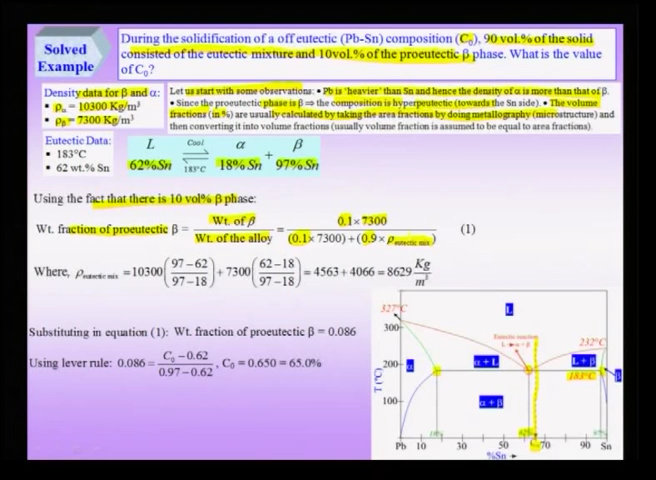 Solved
Example
During the solidification of a off eutectic (Pb-Sn) composition (C₀), 90 vol.% of the solid
consisted of the eutectic mixture and 10vol.% of the proeutectic β phase. What is the value
of C₀?
Density data for β and α:
▪ ρα = 10300 Kg/m³
▪ ρβ = 7300 Kg/m³
Let us start with some observations: • Pb is 'heavier' than Sn and hence the density of α is more than that of β.
• Since the proeutectic phase is β ⇒ the composition is hypereutectic (towards the Sn side). • The volume
fractions (in %) are usually calculated by taking the area fractions by doing metallography (microstructure) and
then converting it into volume fractions (usually volume fraction is assumed to be equal to area fractions).
Eutectic Data:
▪ 183°C
▪ 62 wt.% Sn
L Cool ⇌ 183°C α + β
62%Sn 18%Sn 97%Sn
Using the fact that there is 10 vol% β phase:
Wt. fraction of proeutectic β = Wt. of β / Wt. of the alloy = 0.1×7300 / (0.1×7300)+(0.9×ρeutectic mix) (1)
Where, ρeutectic mix = 10300(97−62 / 97−18) + 7300(62−18 / 97−18) = 4563+4066 = 8629 Kg / m³
Substituting in equation (1): Wt. fraction of proeutectic β = 0.086
Using lever rule: 0.086 = C₀−0.62 / 0.97−0.62, C₀ = 0.650 = 65.0%
327°C
L
300
Eutectic reaction
L → α + β
232°C
200
α
α + L
L + β
183°C
β
T (°C)
100
α + β
18%
62%
C₀
97%
Pb 10 30 50 70 90 Sn
%Sn →